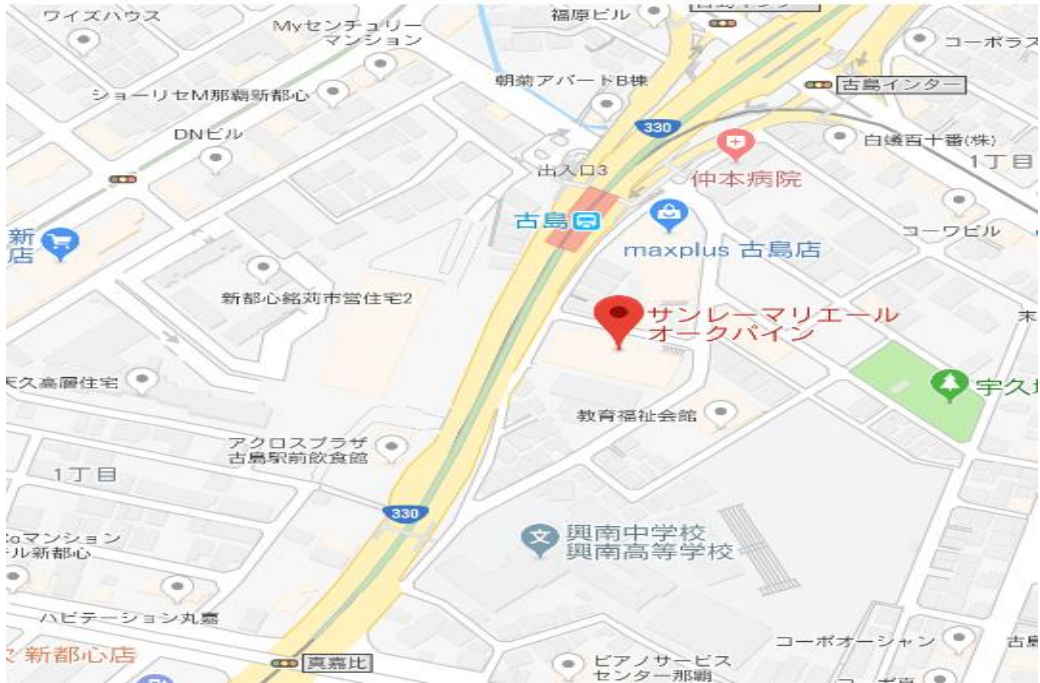 ワイズハウス
福原ビル
Myセンチュリー
マンション
コーポラス
朝菊アパートB棟
古島インター
ショーリセM那覇新都心
330
DNビル
白蟻百十番(株)
1丁目
出入口3
仲本病院
古島
新
店
maxplus 古島店
コーワビル
新都心銘苅市営住宅2
サンレーマリエール
オークパイン
天久高層住宅
教育福祉会館
アクロスプラザ
古島駅前飲食館
1丁目
330
興南中学校
興南高等学校
マンション
ル新都心
ハビテーション丸嘉
コーポオーシャン
古島
新都心店
真嘉比
ピアノサービス
センター那覇